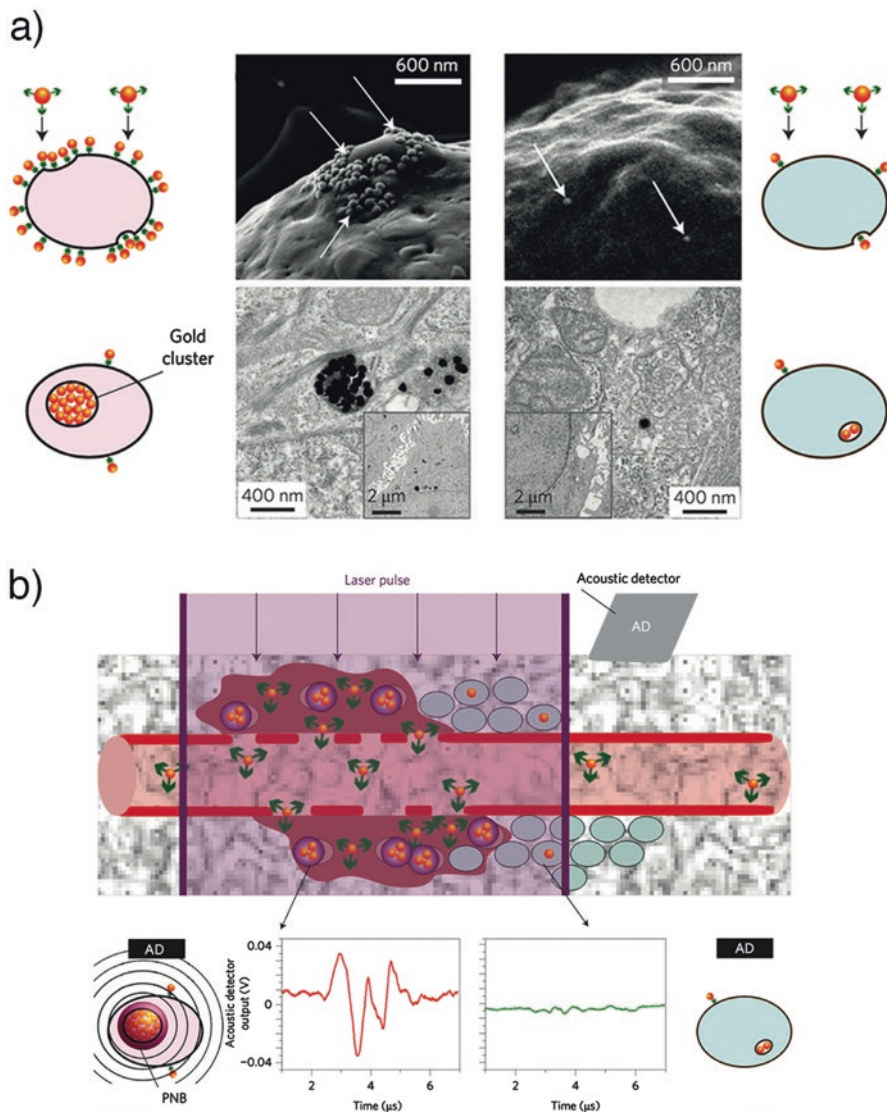 a)
600 nm
600 nm
Gold
cluster
400 nm
2 μm
2 μm
400 nm
b)
Laser pulse
Acoustic detector
AD
AD
0.04
0
−0.04
Acoustic detector
output (V)
2
4
6
Time (μs)
2
4
6
Time (μs)
AD
PNB